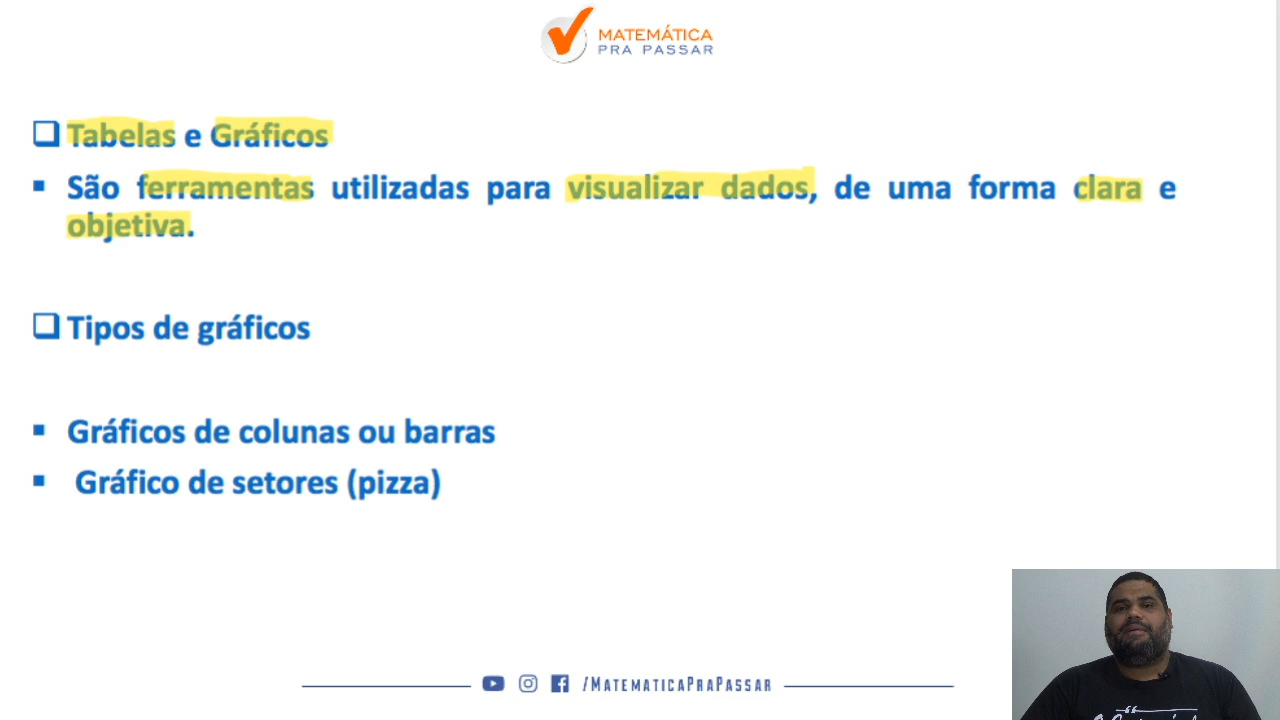 MATEMÁTICA
PRA PASSAR
Tabelas e Gráficos
São ferramentas utilizadas para visualizar dados, de uma forma clara e
objetiva.
Tipos de gráficos
Gráficos de colunas ou barras
Gráfico de setores (pizza)
/MATEMATICAPRAPASSAR